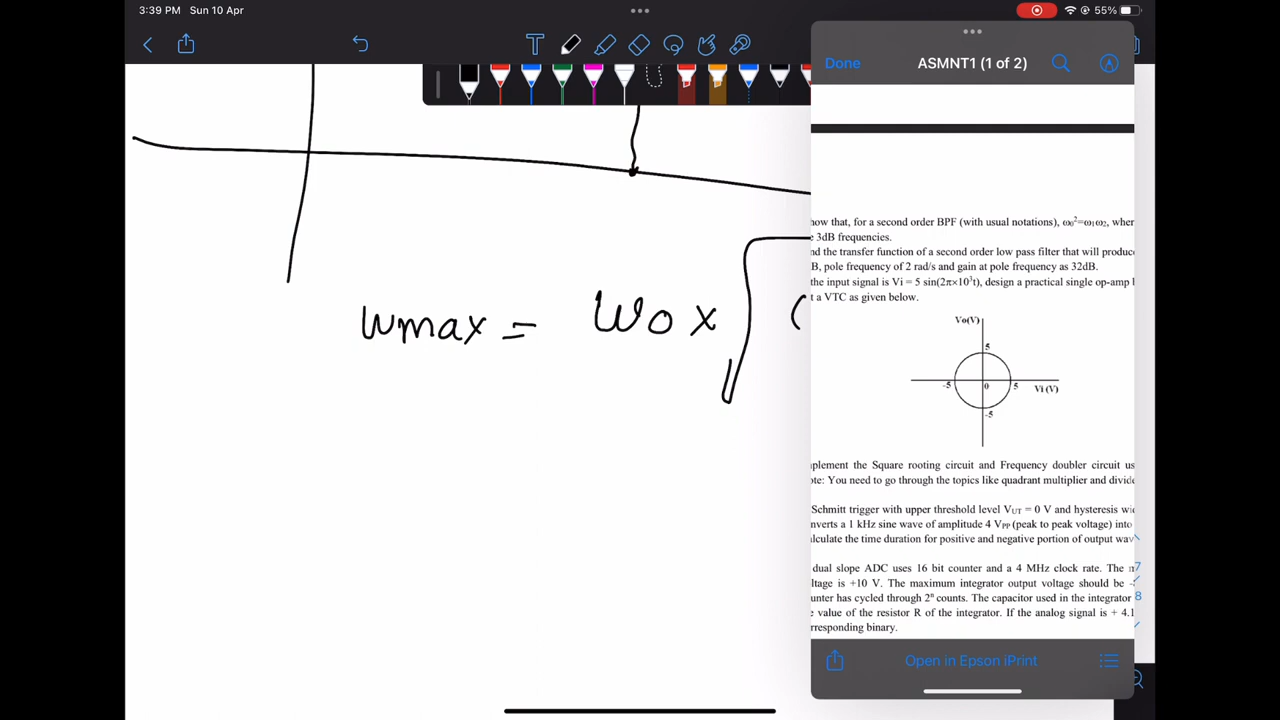 3:39 PM Sun 10 Apr
55%
Done
ASMNT1 (1 of 2)
how that, for a second order BPF (with usual notations), ω₀²=ω₁ω₂, wher
e 3dB frequencies.
nd the transfer function of a second order low pass filter that will produce
B, pole frequency of 2 rad/s and gain at pole frequency as 32dB.
the input signal is Vi = 5 sin(2π×10³t), design a practical single op-amp
t a VTC as given below.
Vo(V)
5
-5
0
5
Vi (V)
-5
wmax = wo x (
plement the Square rooting circuit and Frequency doubler circuit us
ote: You need to go through the topics like quadrant multiplier and divide
Schmitt trigger with upper threshold level VUT = 0 V and hysteresis wi
nverts a 1 kHz sine wave of amplitude 4 VPP (peak to peak voltage) into
alculate the time duration for positive and negative portion of output wav
dual slope ADC uses 16 bit counter and a 4 MHz clock rate. The
ltage is +10 V. The maximum integrator output voltage should be -
unter has cycled through 2ⁿ counts. The capacitor used in the integrator
e value of the resistor R of the integrator. If the analog signal is + 4.1
rresponding binary.
7
8
Open in Epson iPrint